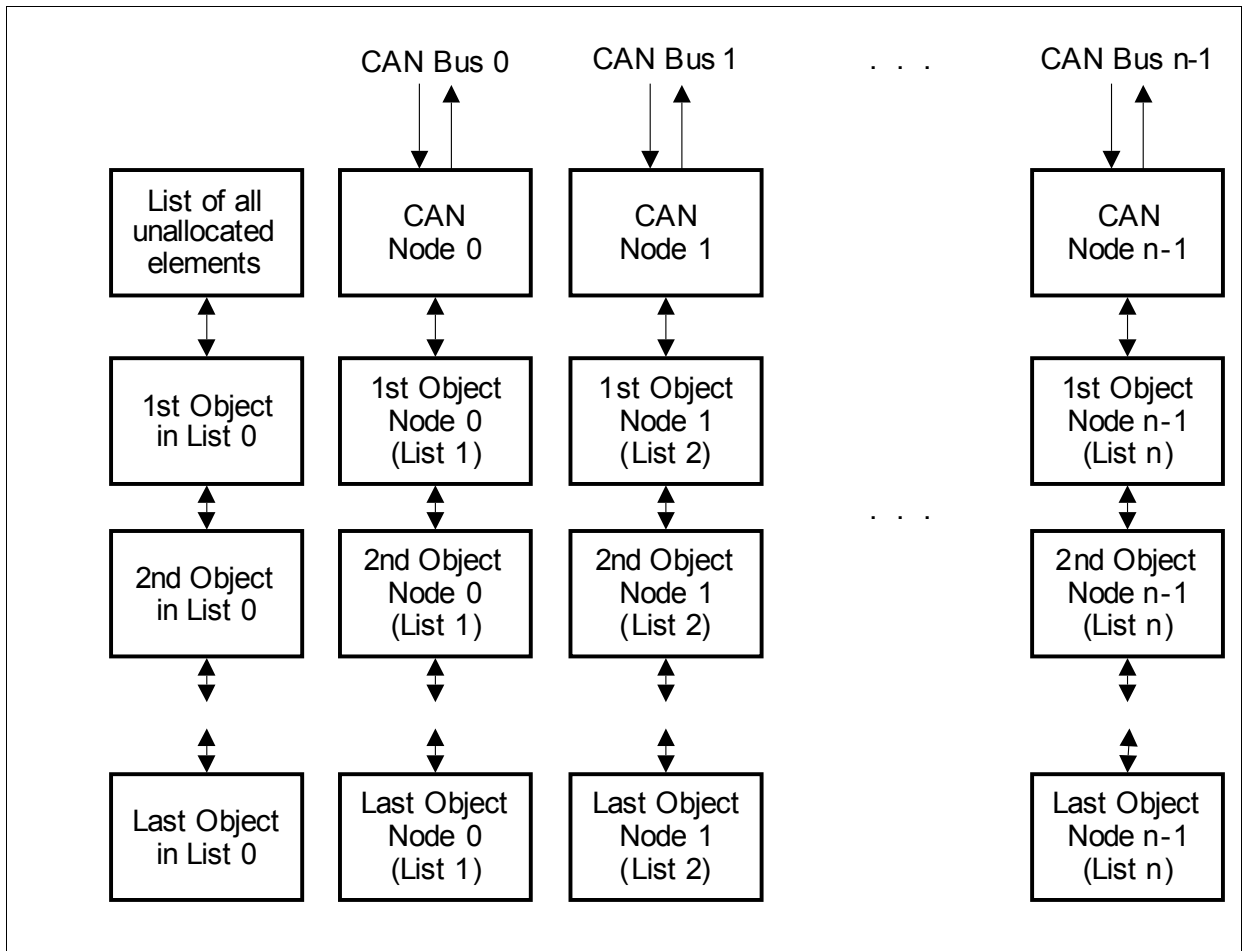 CAN Bus 0
CAN Bus 1
. . .
CAN Bus n-1
List of all
unallocated
elements
CAN
Node 0
CAN
Node 1
CAN
Node n-1
1st Object
in List 0
1st Object
Node 0
(List 1)
1st Object
Node 1
(List 2)
1st Object
Node n-1
(List n)
. . .
2nd Object
in List 0
2nd Object
Node 0
(List 1)
2nd Object
Node 1
(List 2)
2nd Object
Node n-1
(List n)
Last Object
in List 0
Last Object
Node 0
(List 1)
Last Object
Node 1
(List 2)
Last Object
Node n-1
(List n)